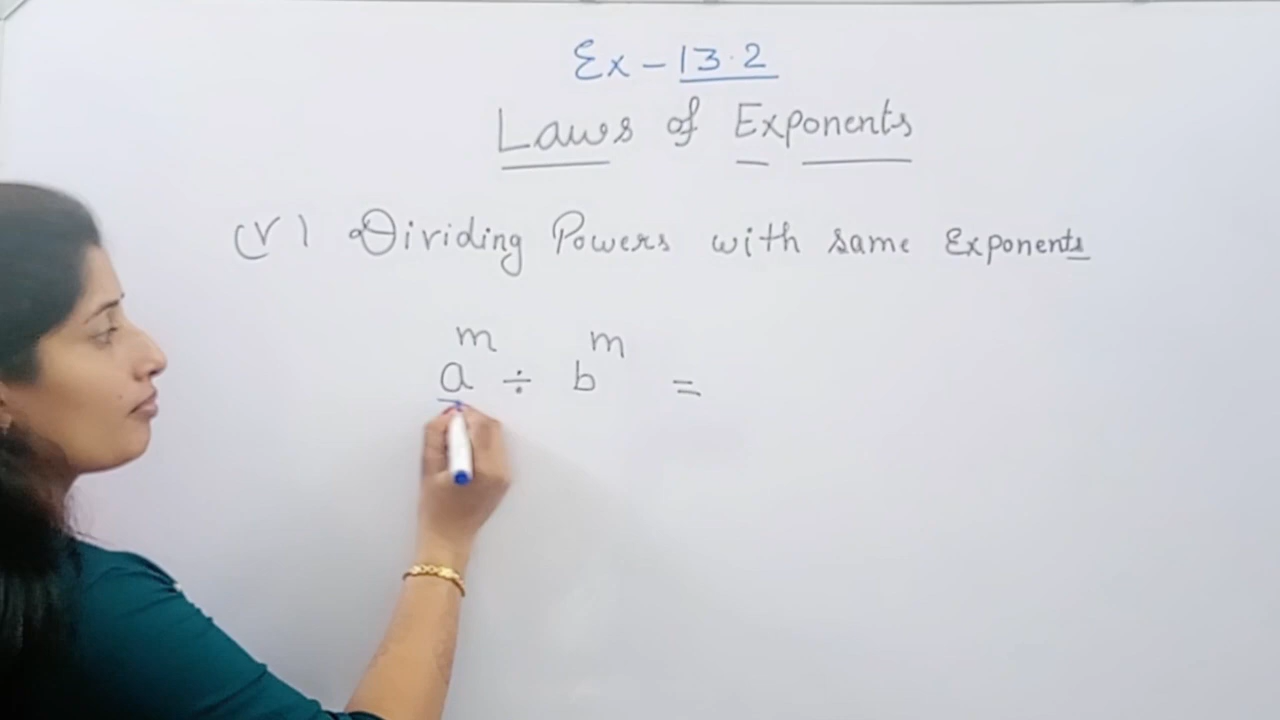 Ex - 13.2
Laws of Exponents
(V) Dividing Powers with same Exponents
a^m ÷ b^m =